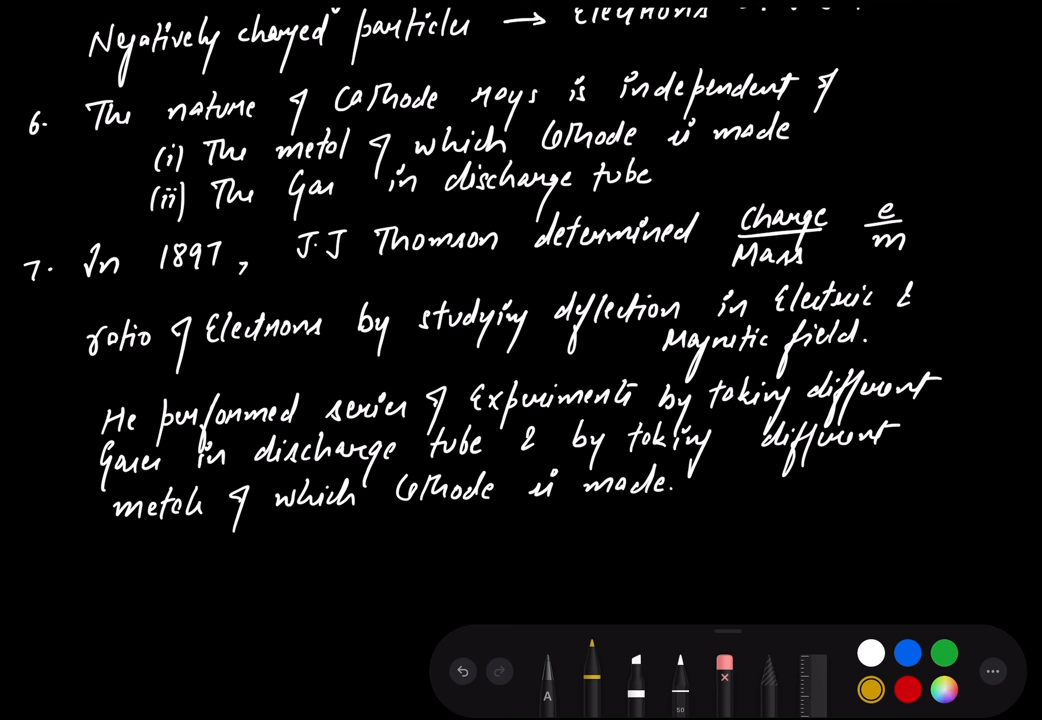 Negatively charged particles → Electrons
6. The nature of Cathode rays is independent of
(i) The metal of which Cathode is made
(ii) The Gas in discharge tube
7. In 1897, J.J Thomson determined Charge/Mass e/m
ratio of Electrons by studying deflection in Electric &
Magnetic field.
He performed series of Experiments by taking different
Gases in discharge tube & by taking different
metals of which Cathode is made.
A
50